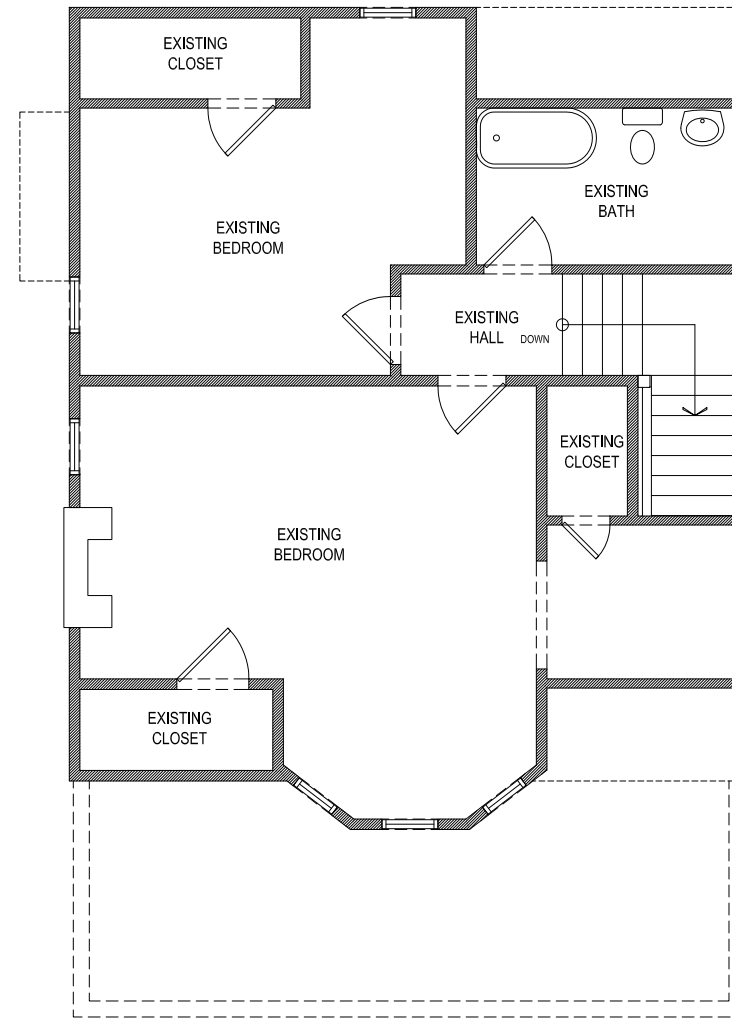 EXISTING
CLOSET
EXISTING
BATH
EXISTING
BEDROOM
EXISTING
HALL
DOWN
EXISTING
CLOSET
EXISTING
BEDROOM
EXISTING
CLOSET